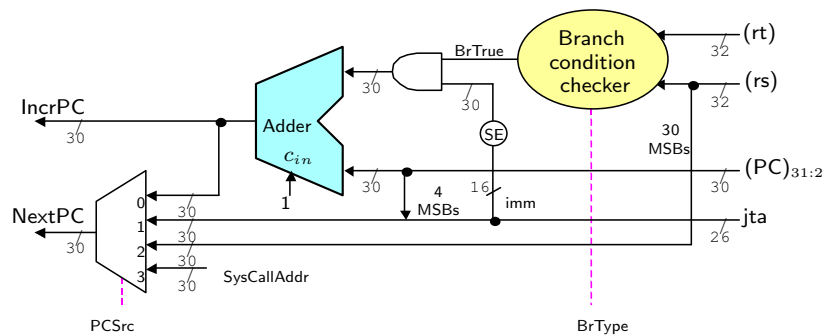 Branch
condition
checker
(rt)
32
BrTrue
30
(rs)
32
30
IncrPC
30
Adder
SE
30
MSBs
c_in
1
30
4
MSBs
16
imm
(PC)31:2
30
0
30
NextPC
30
1
30
jta
26
2
30
3
30
SysCallAddr
PCSrc
BrType